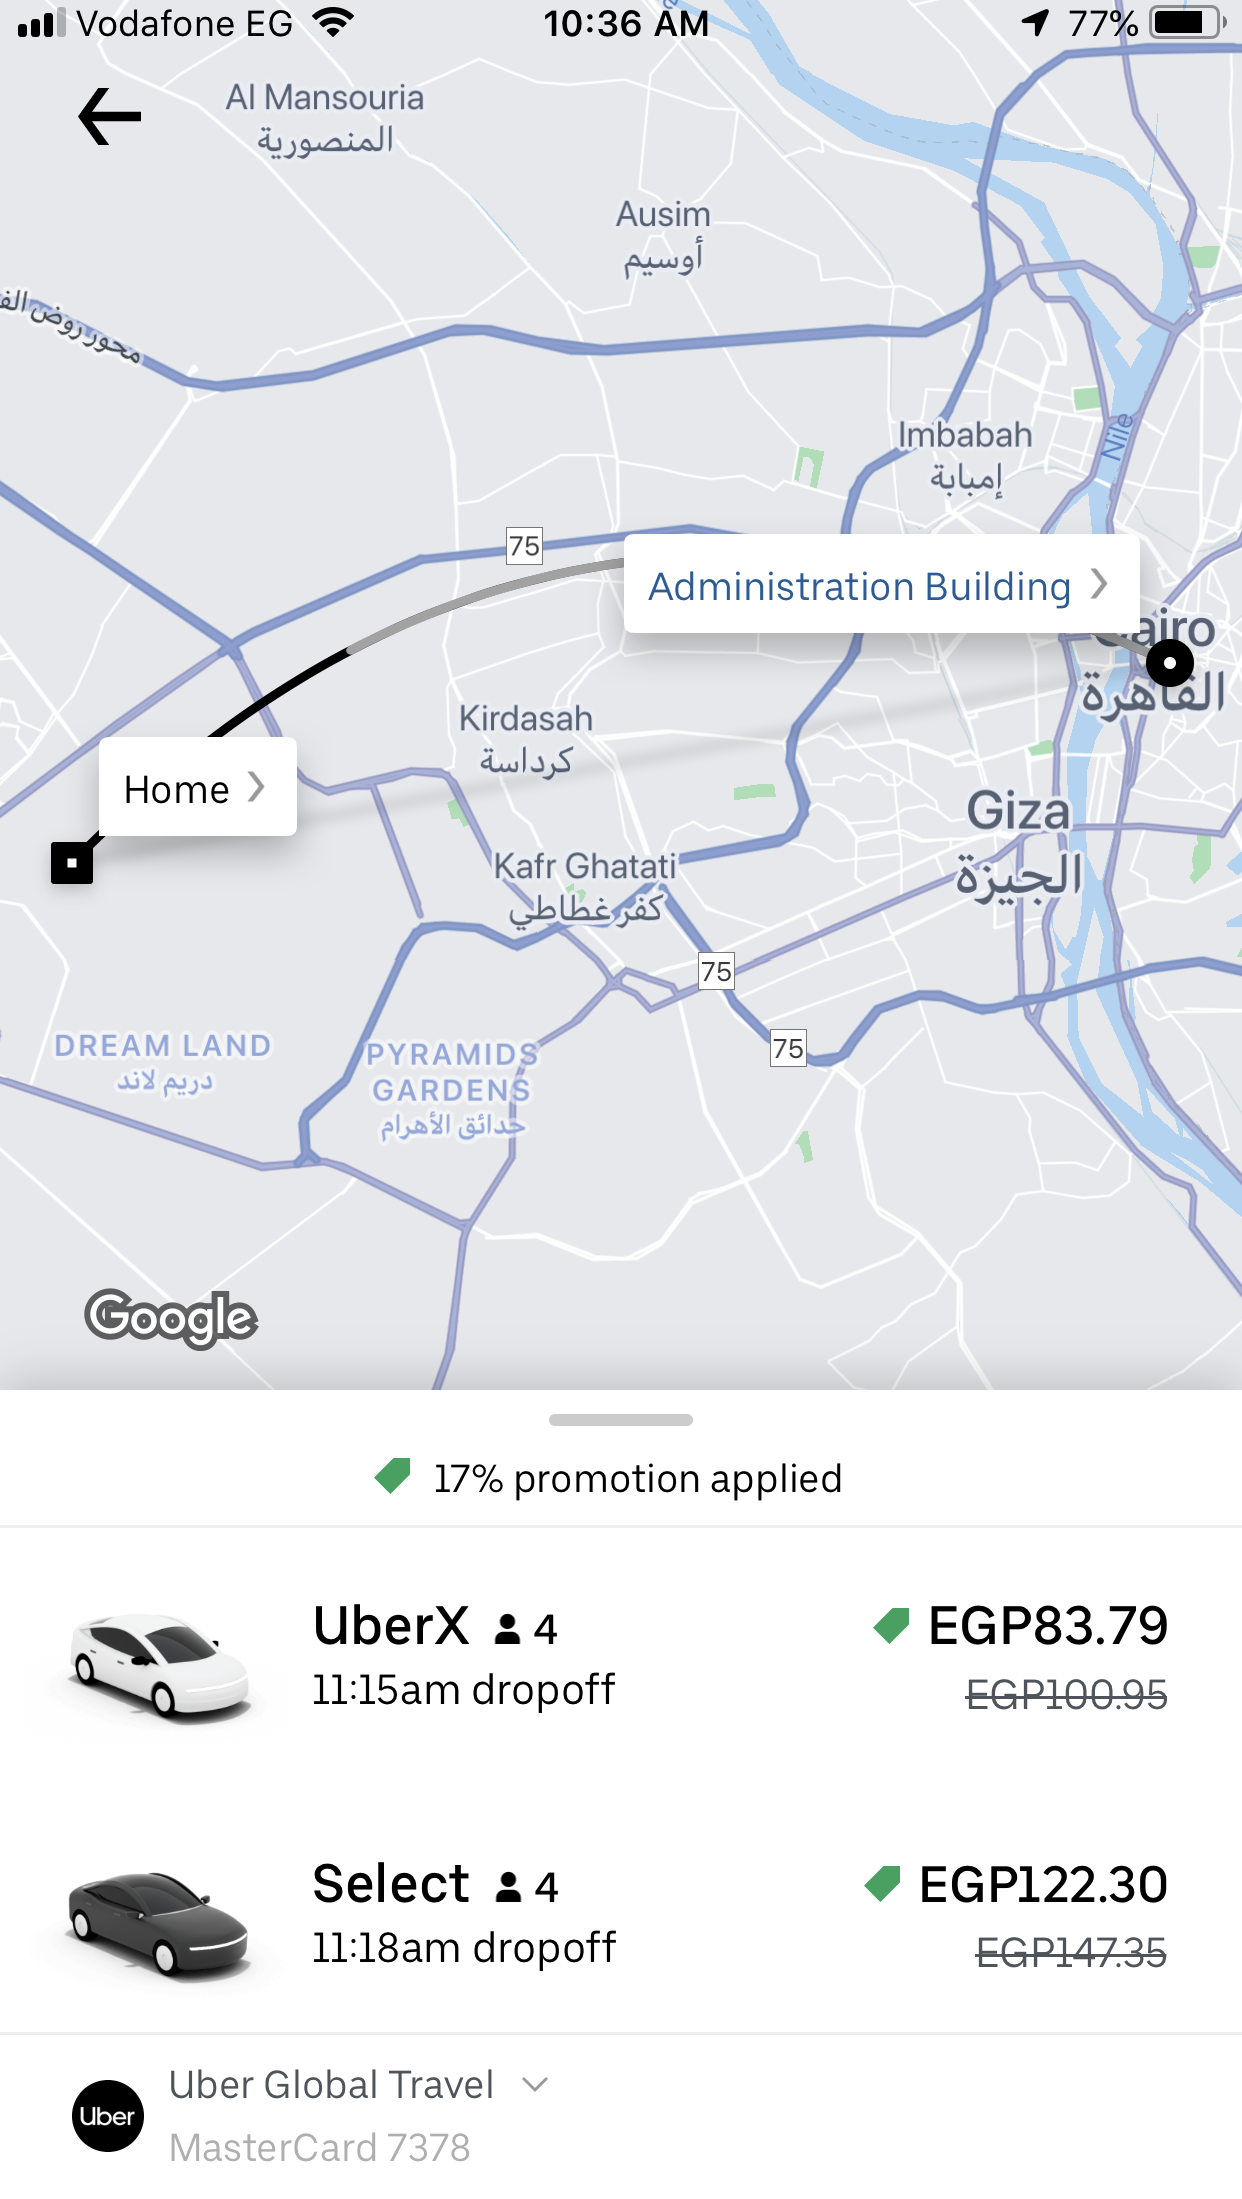 Vodafone EG
10:36 AM
77%
Al Mansouria
المنصورية
Ausim
أوسيم
محور روض الف
Imbabah
إمبابة
Nile
75
Administration Building
Cairo
القاهرة
Kirdasah
كرداسة
Home
Giza
الجيزة
Kafr Ghatati
كفر غطاطي
75
75
DREAM LAND
دريم لاند
PYRAMIDS
GARDENS
حدائق الأهرام
Google
17% promotion applied
UberX 4
EGP83.79
11:15am dropoff
EGP100.95
Select 4
EGP122.30
11:18am dropoff
EGP147.35
Uber
Uber Global Travel
MasterCard 7378